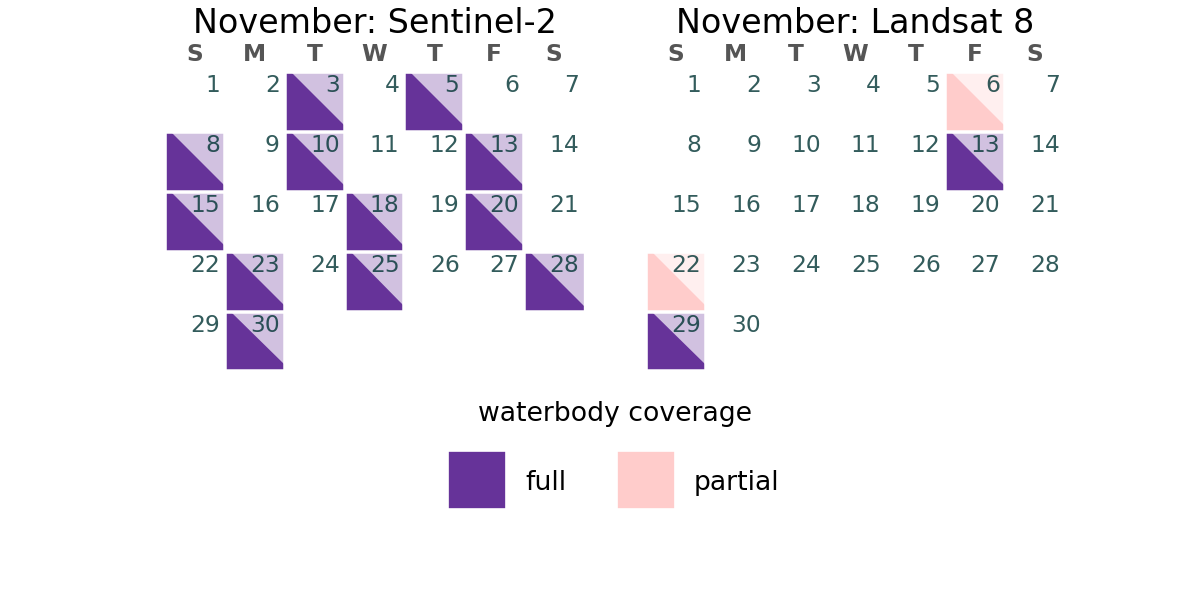 November: Sentinel-2
S M T W T F S
1 2 3 4 5 6 7
8 9 10 11 12 13 14
15 16 17 18 19 20 21
22 23 24 25 26 27 28
29 30
November: Landsat 8
S M T W T F S
1 2 3 4 5 6 7
8 9 10 11 12 13 14
15 16 17 18 19 20 21
22 23 24 25 26 27 28
29 30
waterbody coverage
full partial